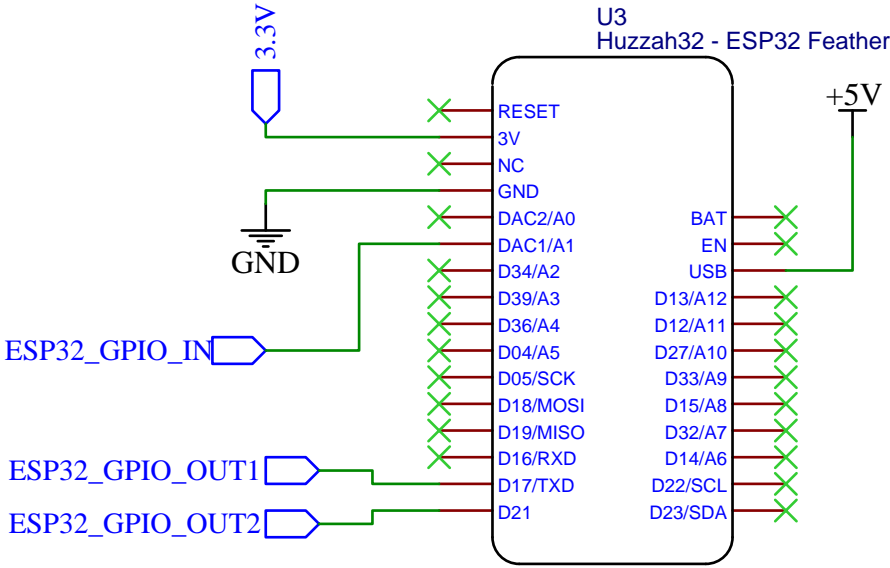 3.3V
U3
Huzzah32 - ESP32 Feather
+5V
RESET
3V
NC
GND
DAC2/A0
DAC1/A1
D34/A2
D39/A3
D36/A4
D04/A5
D05/SCK
D18/MOSI
D19/MISO
D16/RXD
D17/TXD
D21
BAT
EN
USB
D13/A12
D12/A11
D27/A10
D33/A9
D15/A8
D32/A7
D14/A6
D22/SCL
D23/SDA
GND
ESP32_GPIO_IN
ESP32_GPIO_OUT1
ESP32_GPIO_OUT2